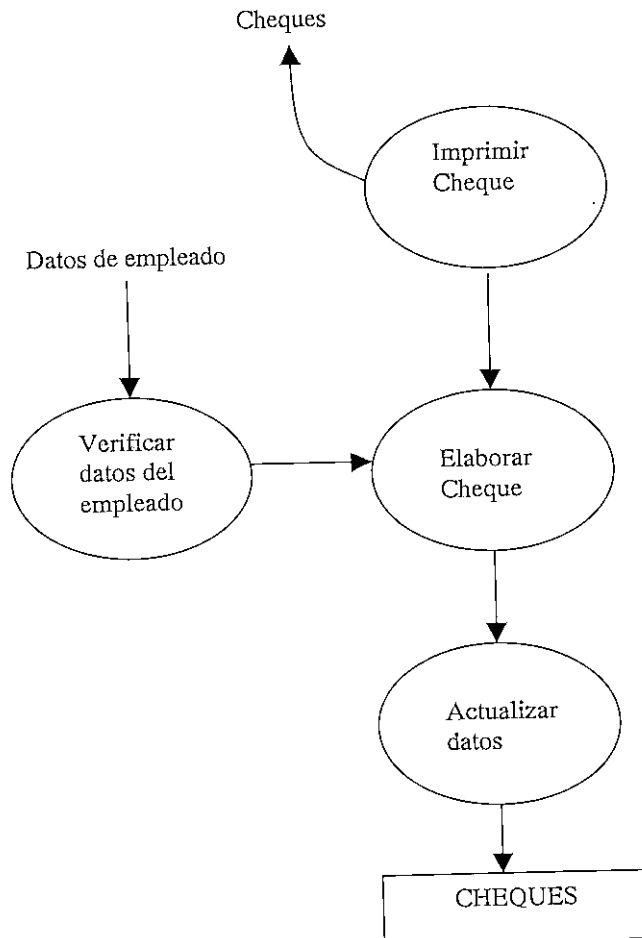 Cheques
Imprimir
Cheque
Datos de empleado
Verificar
datos del
empleado
Elaborar
Cheque
Actualizar
datos
CHEQUES